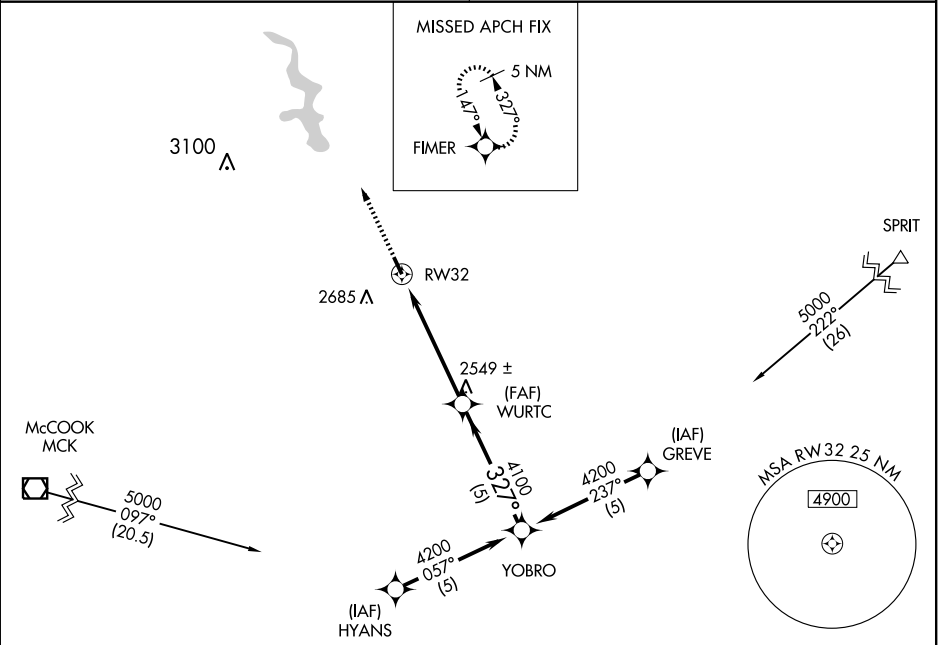 MISSED APCH FIX
5 NM
147°
327°
FIMER
3100
SPRIT
RW32
2685
5000
222°
(26)
2549 ±
(FAF)
WURTC
McCOOK
MCK
(IAF)
GREVE
MSA RW32 25 NM
4900
4100
327°
(5)
4200
237°
(5)
5000
097°
(20.5)
4200
057°
(5)
YOBRO
(IAF)
HYANS